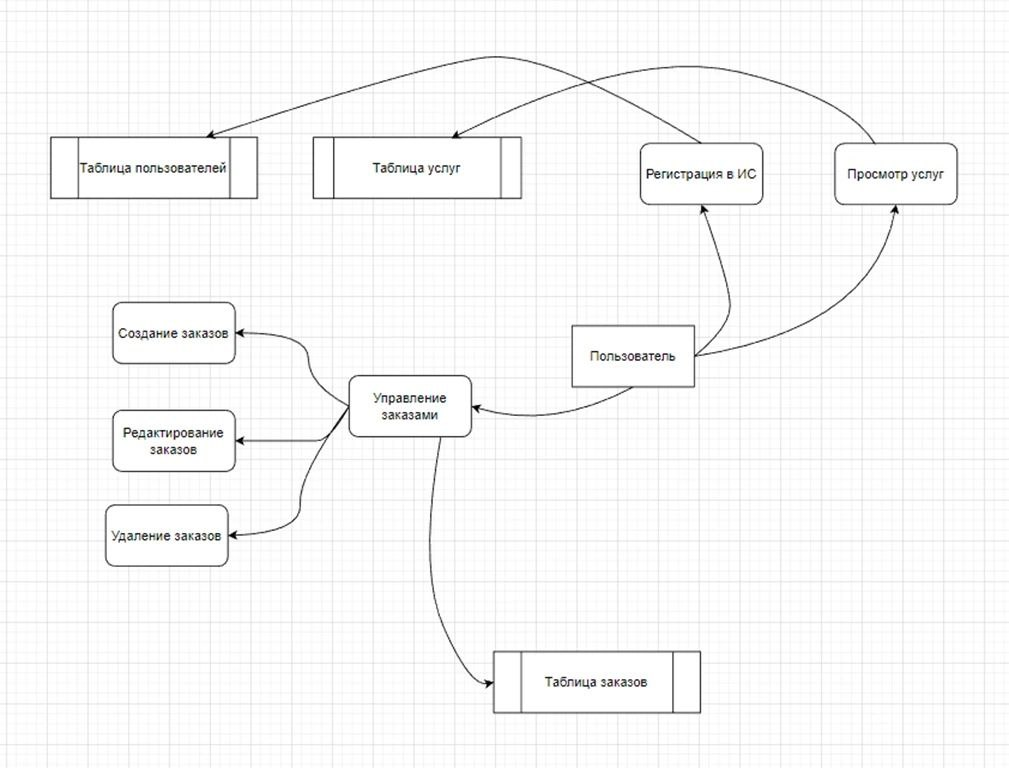 Таблица пользователей
Таблица услуг
Регистрация в ИС
Просмотр услуг
Создание заказов
Пользователь
Управление
заказами
Редактирование
заказов
Удаление заказов
Таблица заказов